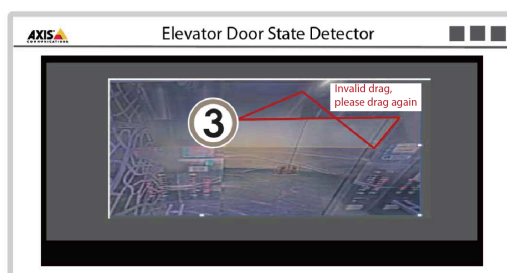 AXIS
COMMUNICATIONS
Elevator Door State Detector
Invalid drag,
please drag again
3